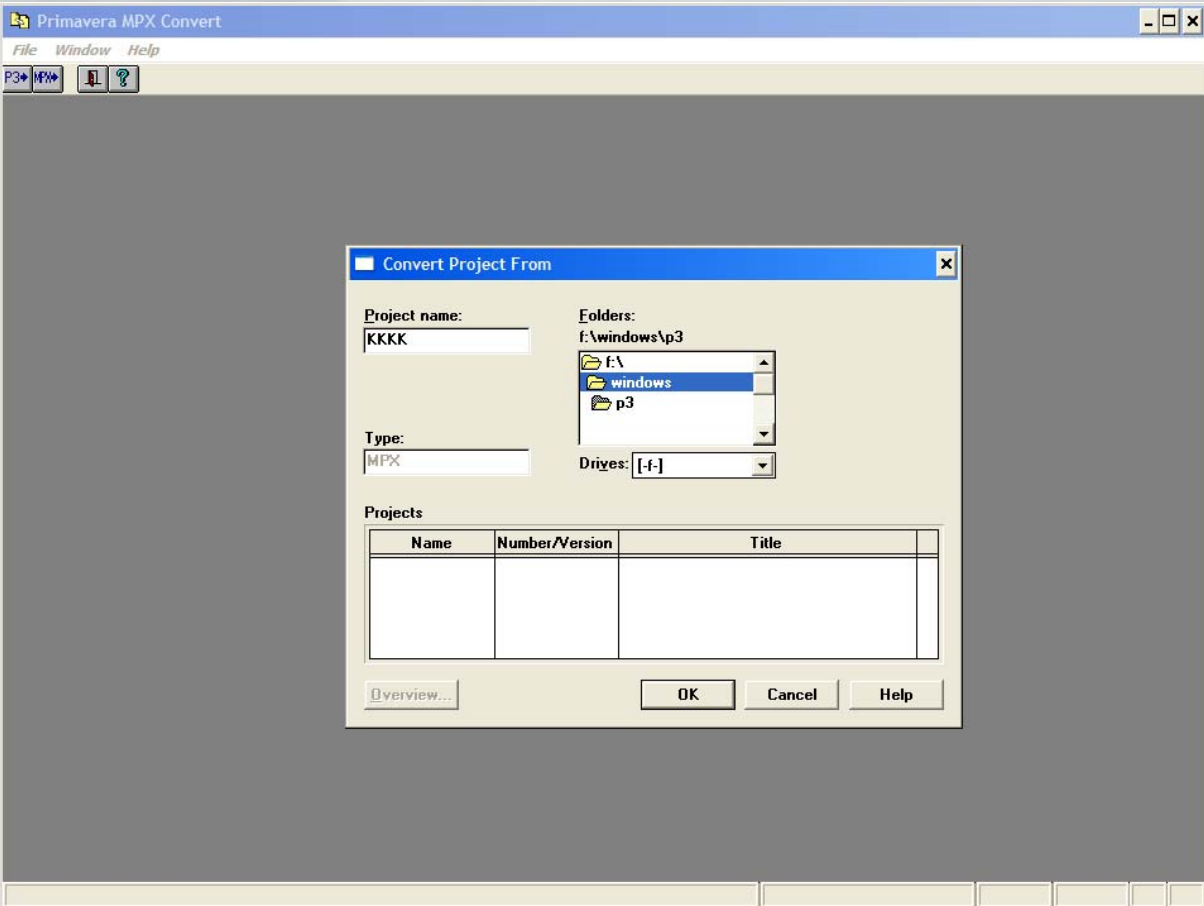 Primavera MPX Convert
File Window Help
P3 MPX ?
Convert Project From
Project name:
KKKK
Folders:
f:\windows\p3
f:\
windows
p3
Type:
MPX
Drives: [-f-]
Projects
Name Number/Version Title
Overview... OK Cancel Help